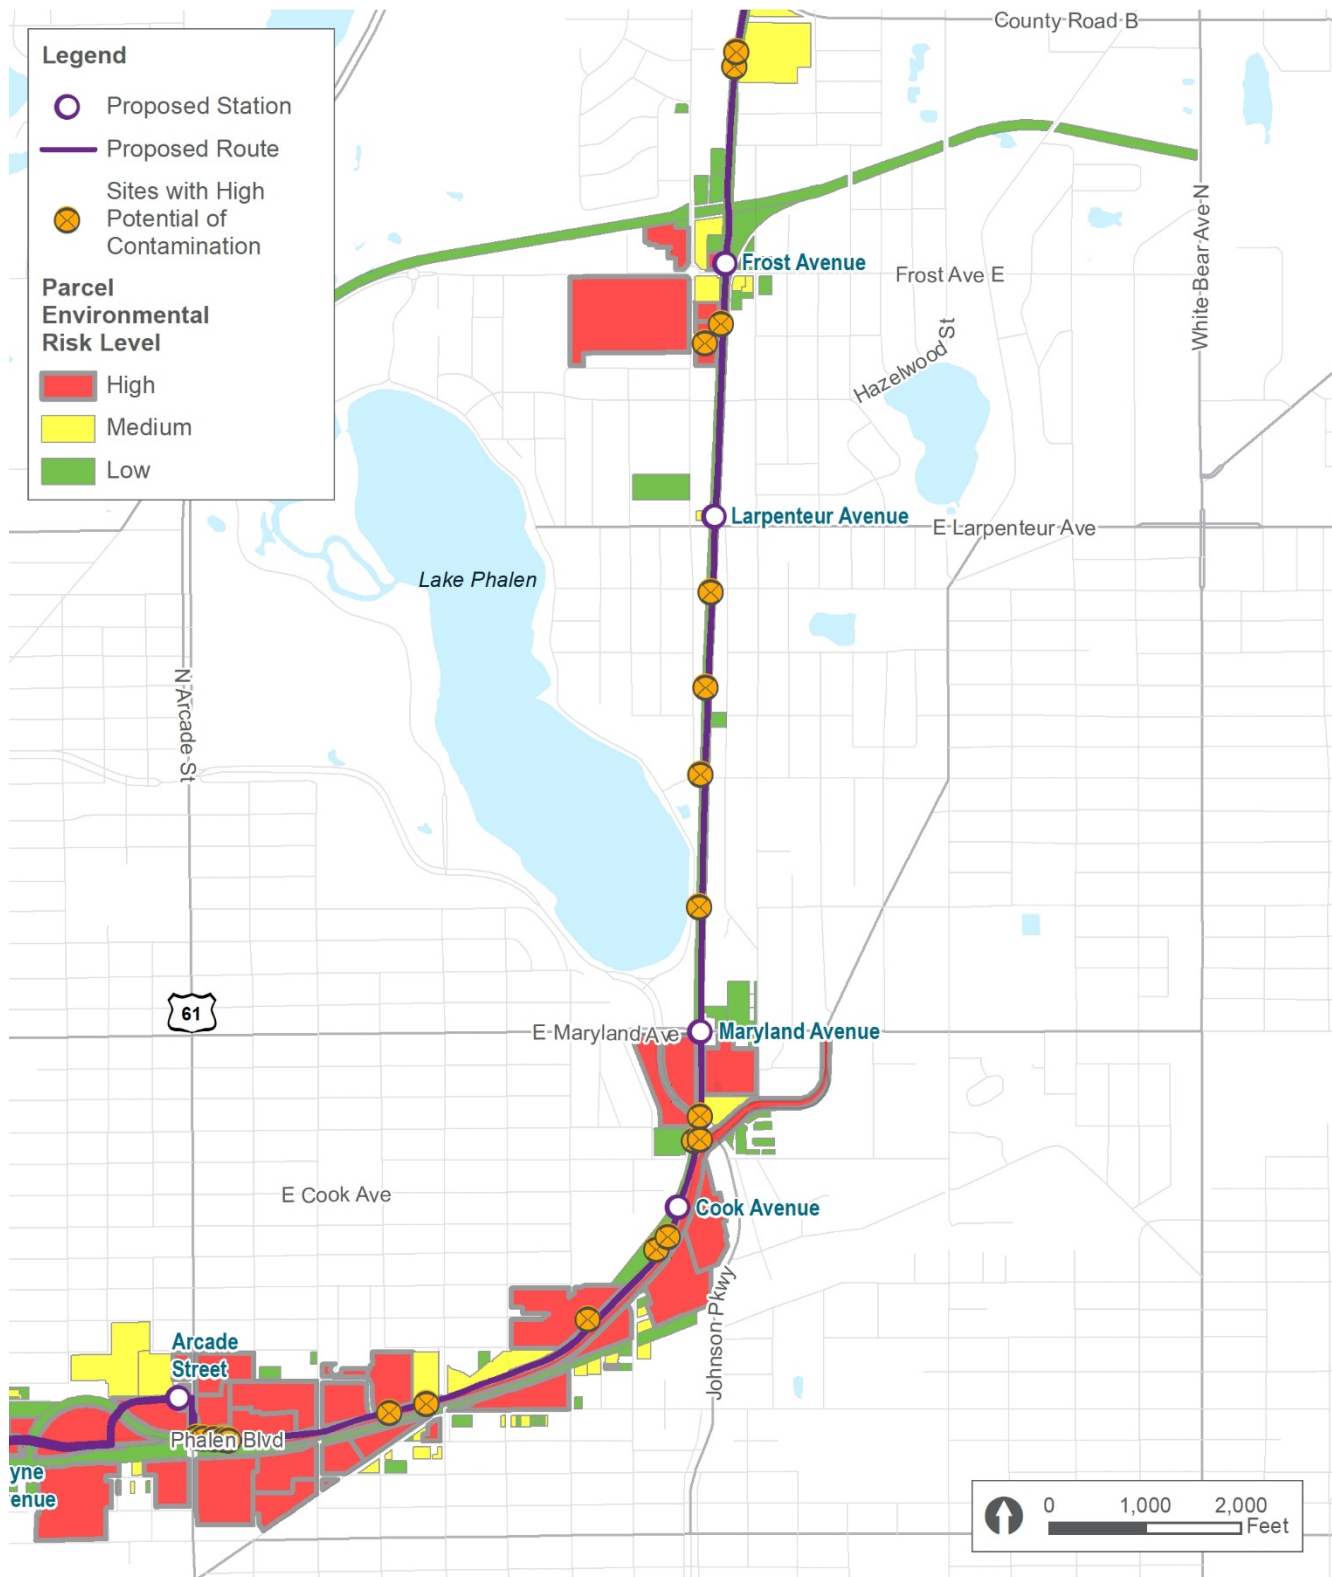 County Road B
Legend
Proposed Station
Proposed Route
Sites with High
Potential of
Contamination
Parcel
Environmental
Risk Level
High
Medium
Low
White Bear Ave N
Frost Avenue
Frost Ave E
Hazelwood St
Larpenteur Avenue
E Larpenteur Ave
Lake Phalen
N Arcade St
61
E Maryland Ave
Maryland Avenue
E Cook Ave
Cook Avenue
Johnson Pkwy
Arcade
Street
Phalen Blvd
yne
enue
0 1,000 2,000
Feet